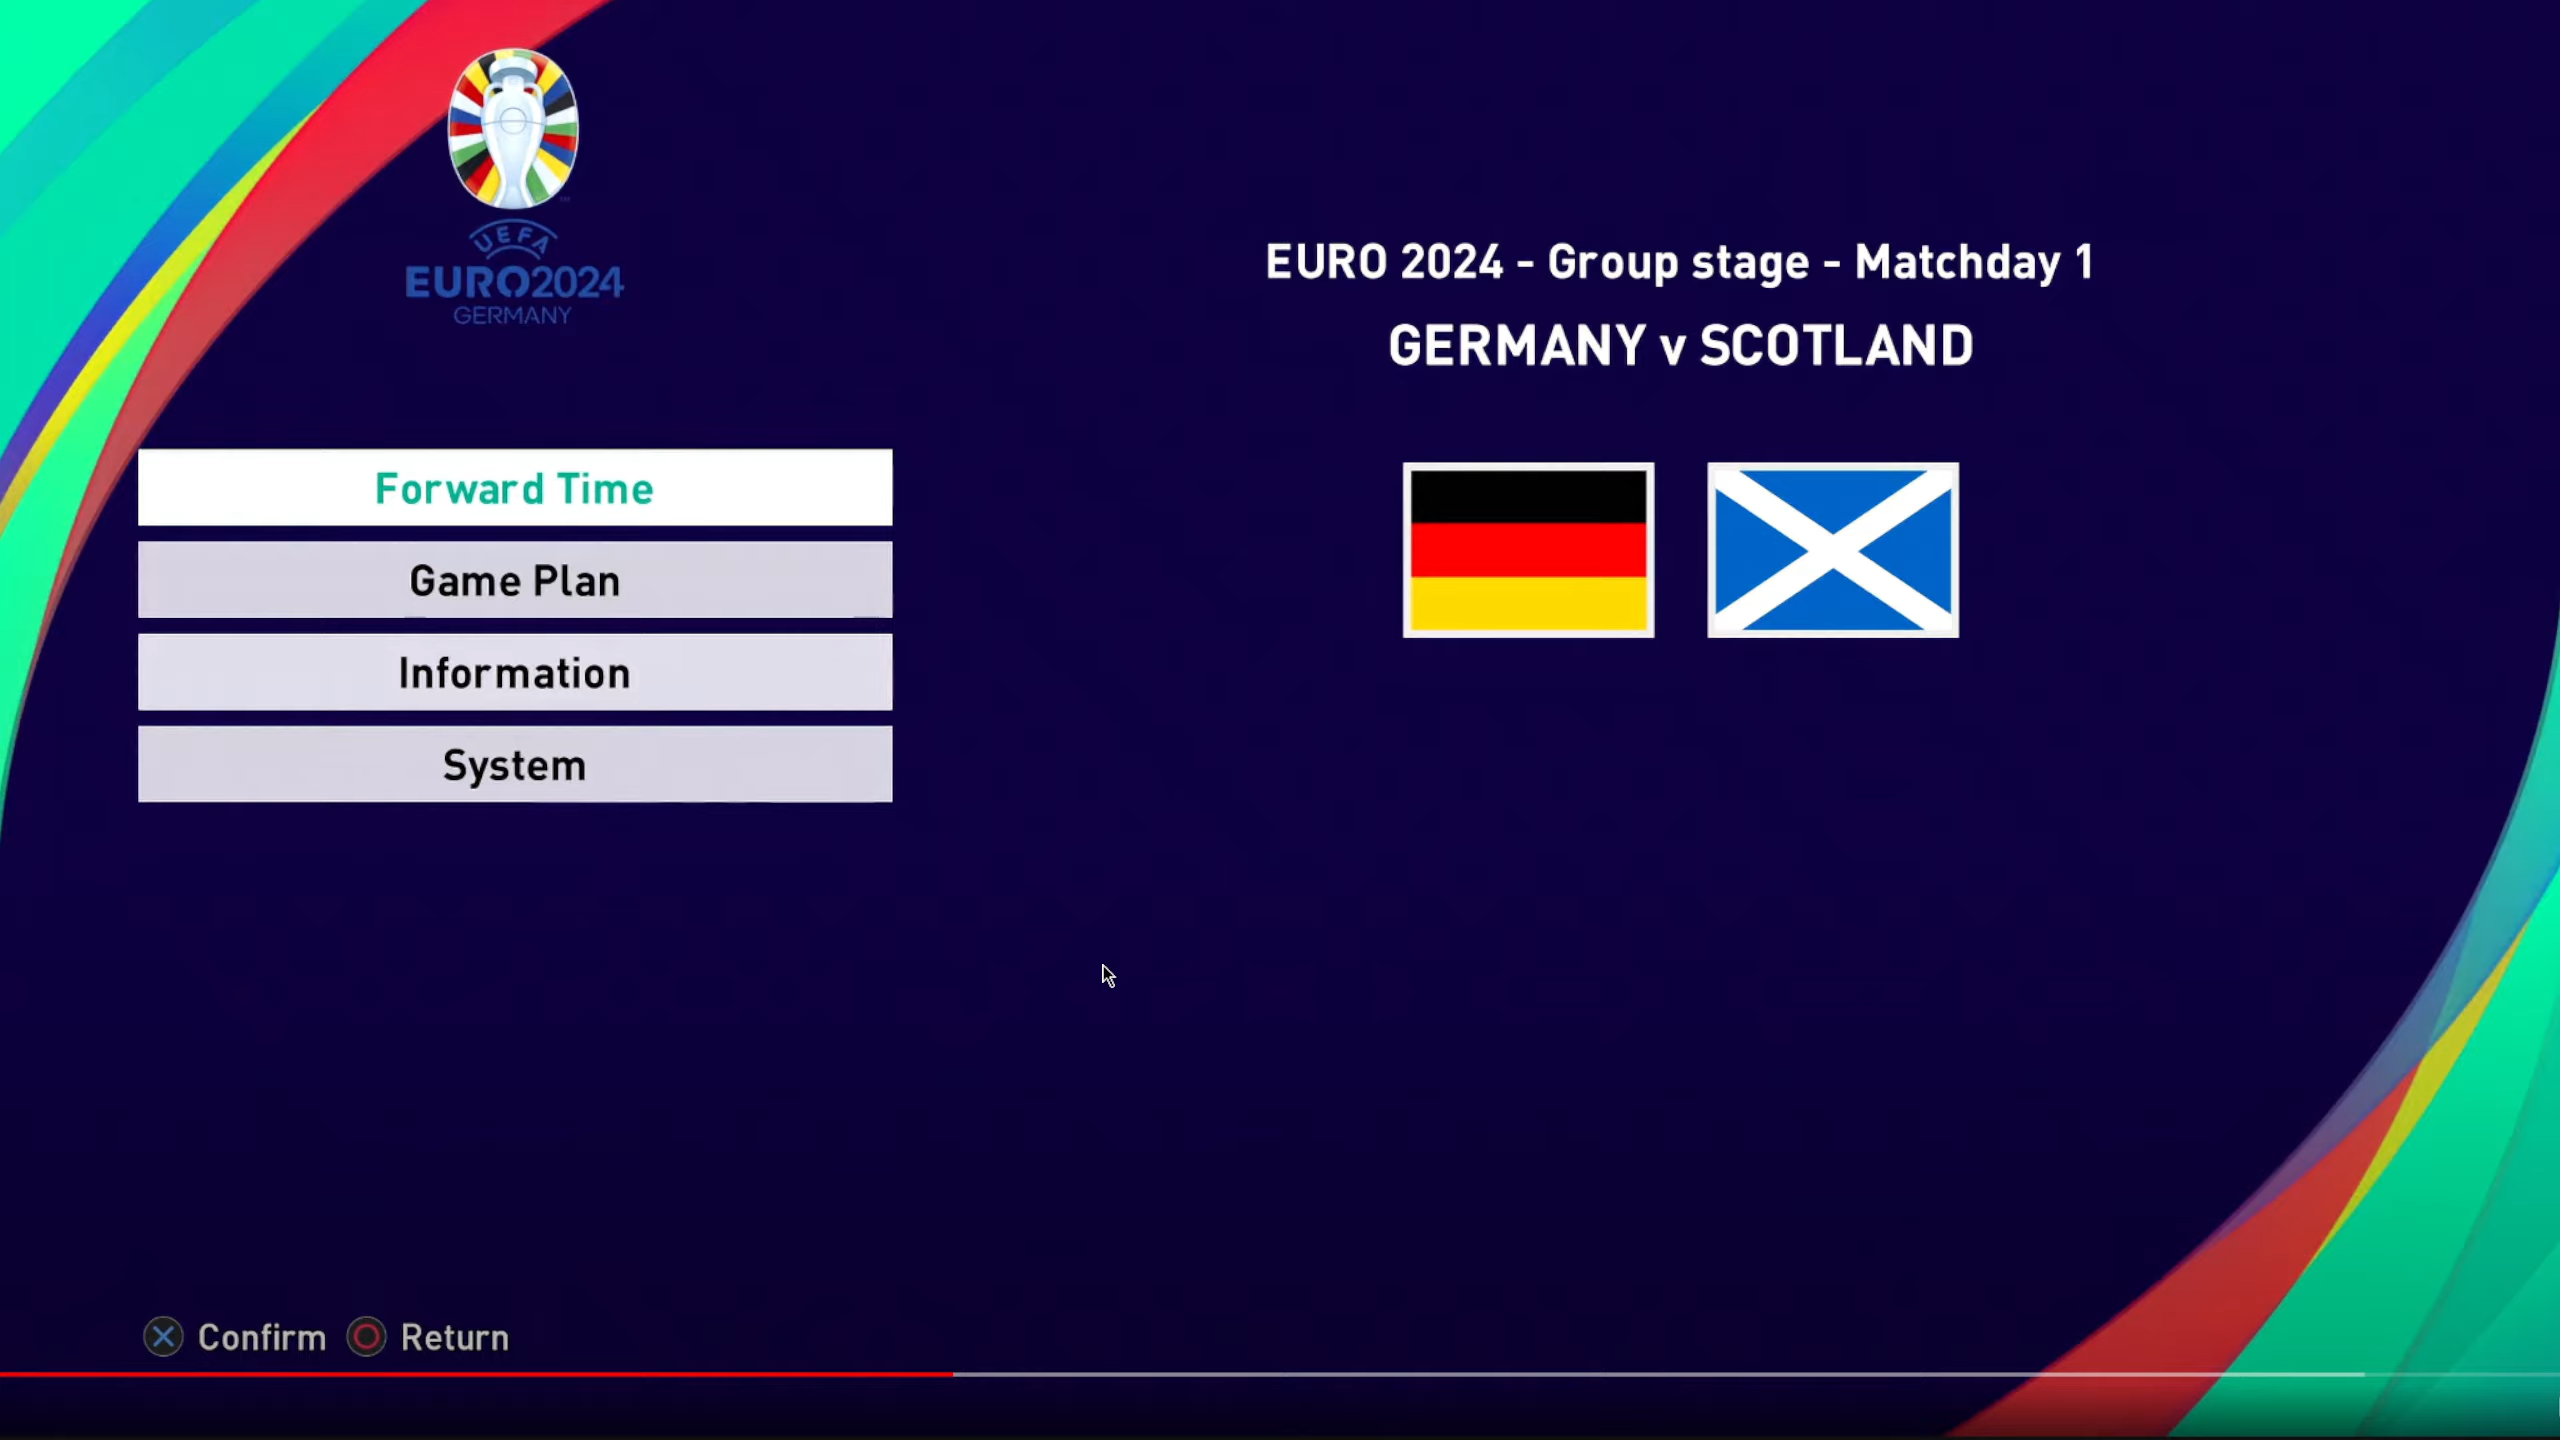 UEFA
EURO2024
GERMANY
EURO 2024 - Group stage - Matchday 1
GERMANY v SCOTLAND
Forward Time
Game Plan
Information
System
Confirm Return